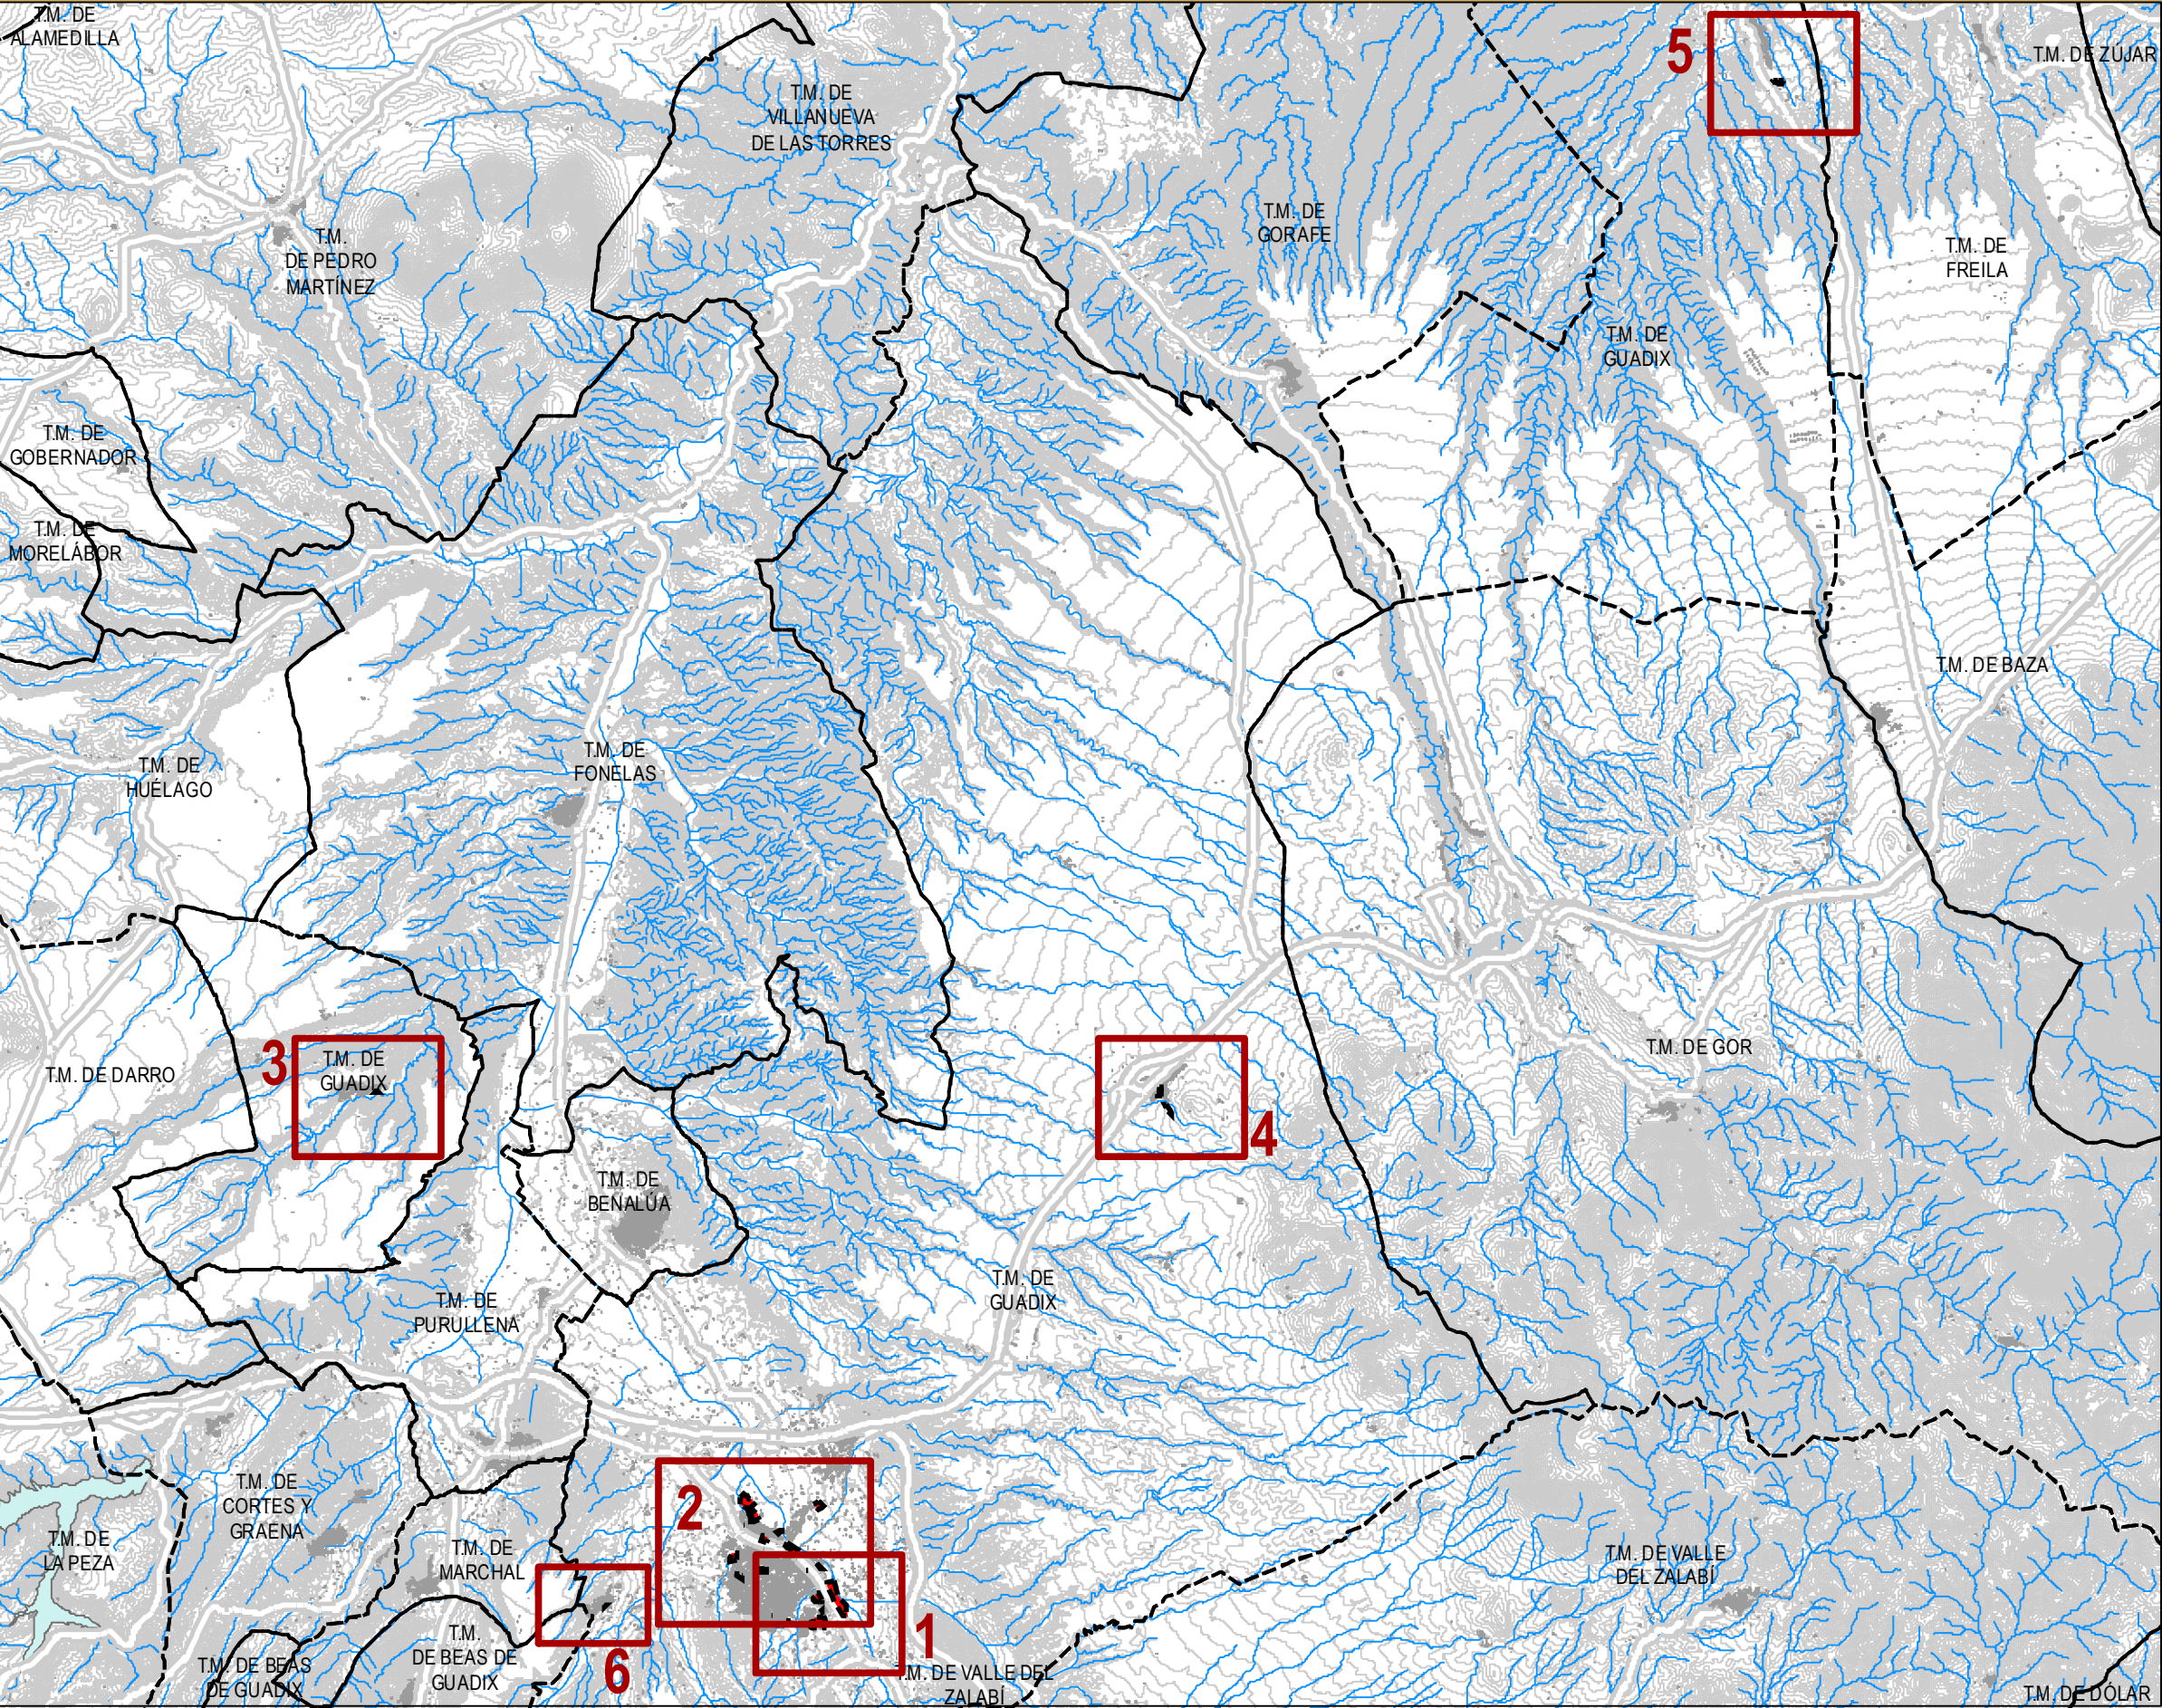 T.M. DE
ALAMEDILLA
5
T.M. DE ZÚJAR
T.M. DE
VILLANUEVA
DE LAS TORRES
T.M. DE
GORAFE
T.M.
DE PEDRO
MARTÍNEZ
T.M. DE
FREILA
T.M. DE
GUADIX
T.M. DE
GOBERNADOR
T.M. DE
MORELÁBOR
T.M. DE BAZA
T.M. DE
FONELAS
T.M. DE
HUÉLAGO
3
T.M. DE
GUADIX
T.M. DE DARRO
T.M. DE GOR
4
T.M. DE
BENALÚA
T.M. DE
GUADIX
T.M. DE
PURULLENA
2
T.M. DE
CORTES Y
GRAENA
T.M. DE
LA PEZA
T.M. DE
MARCHAL
T.M. DE VALLE
DEL ZALABÍ
1
6
T.M.
DE BEAS DE
GUADIX
T.M. DE BEAS
DE GUADIX
T.M. DE VALLE DEL
ZALABÍ
T.M. DE DÓLAR